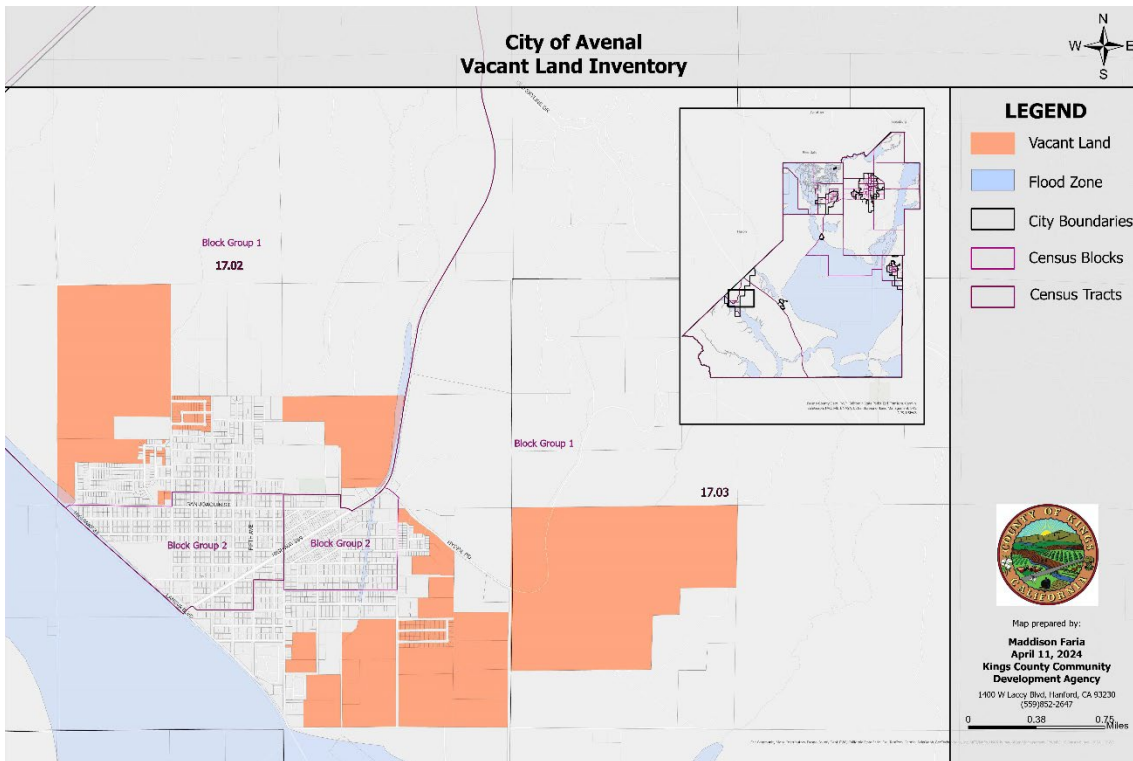 City of Avenal
Vacant Land Inventory
N
W
E
S
LEGEND
Vacant Land
Flood Zone
City Boundaries
Census Blocks
Census Tracts
Block Group 1
17.02
Block Group 1
17.03
Block Group 2
Block Group 2
COUNTY OF KINGS
CALIFORNIA
Map prepared by:
Maddison Faria
April 11, 2024
Kings County Community
Development Agency
1400 W Lacey Blvd, Hanford, CA 93230
(559)852-2647
0
0.38
0.75
Miles